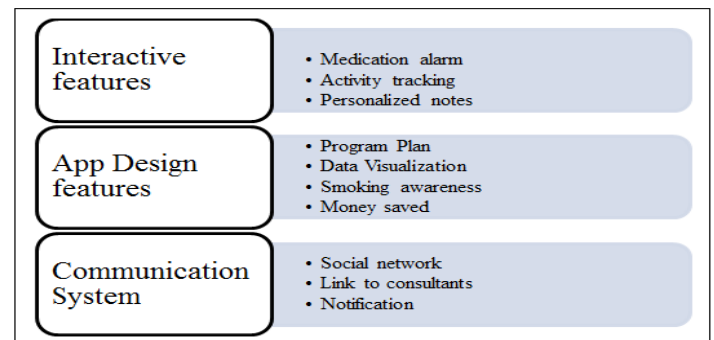 Interactive
features
• Medication alarm
• Activity tracking
• Personalized notes
App Design
features
• Program Plan
• Data Visualization
• Smoking awareness
• Money saved
Communication
System
• Social network
• Link to consultants
• Notification